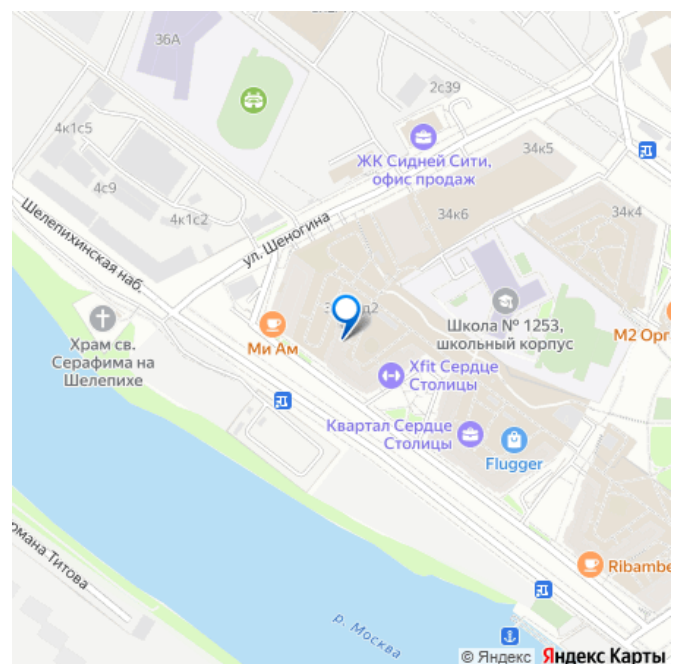 36А
2с39
4к1с5
ЖК Сидней Сити,
офис продаж
34к5
4с9
4к1с2
34к6
34к4
Шелепихинская наб.
ул. Шеногина
Храм св.
Серафима на
Шелепихе
Ми Ам
Школа № 1253,
школьный корпус
М2 Орг
Xfit Сердце
Столицы
Квартал Сердце
Столицы
Flugger
рмана Титова
Ribambe
р. Москва
© Яндекс Яндекс Карты